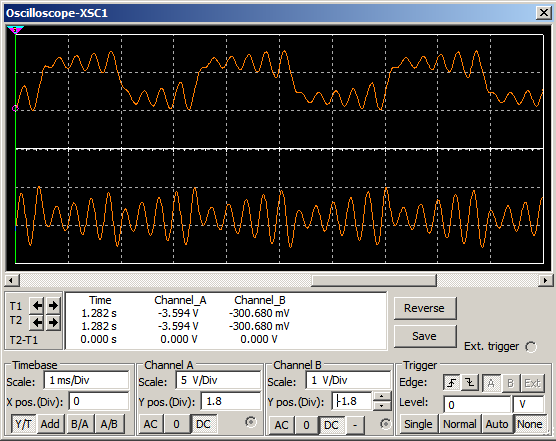 Oscilloscope-XSC1
T1
T2
T2-T1
Time Channel_A Channel_B
1.282 s -3.594 V -300.680 mV
1.282 s -3.594 V -300.680 mV
0.000 s 0.000 V 0.000 V
Reverse
Save
Ext. trigger
Timebase
Scale: 1 ms/Div
X pos.(Div): 0
Y/T Add B/A A/B
Channel A
Scale: 5 V/Div
Y pos.(Div): 1.8
AC 0 DC
Channel B
Scale: 1 V/Div
Y pos.(Div): -1.8
AC 0 DC -
Trigger
Edge: A B Ext
Level: 0 V
Single Normal Auto None